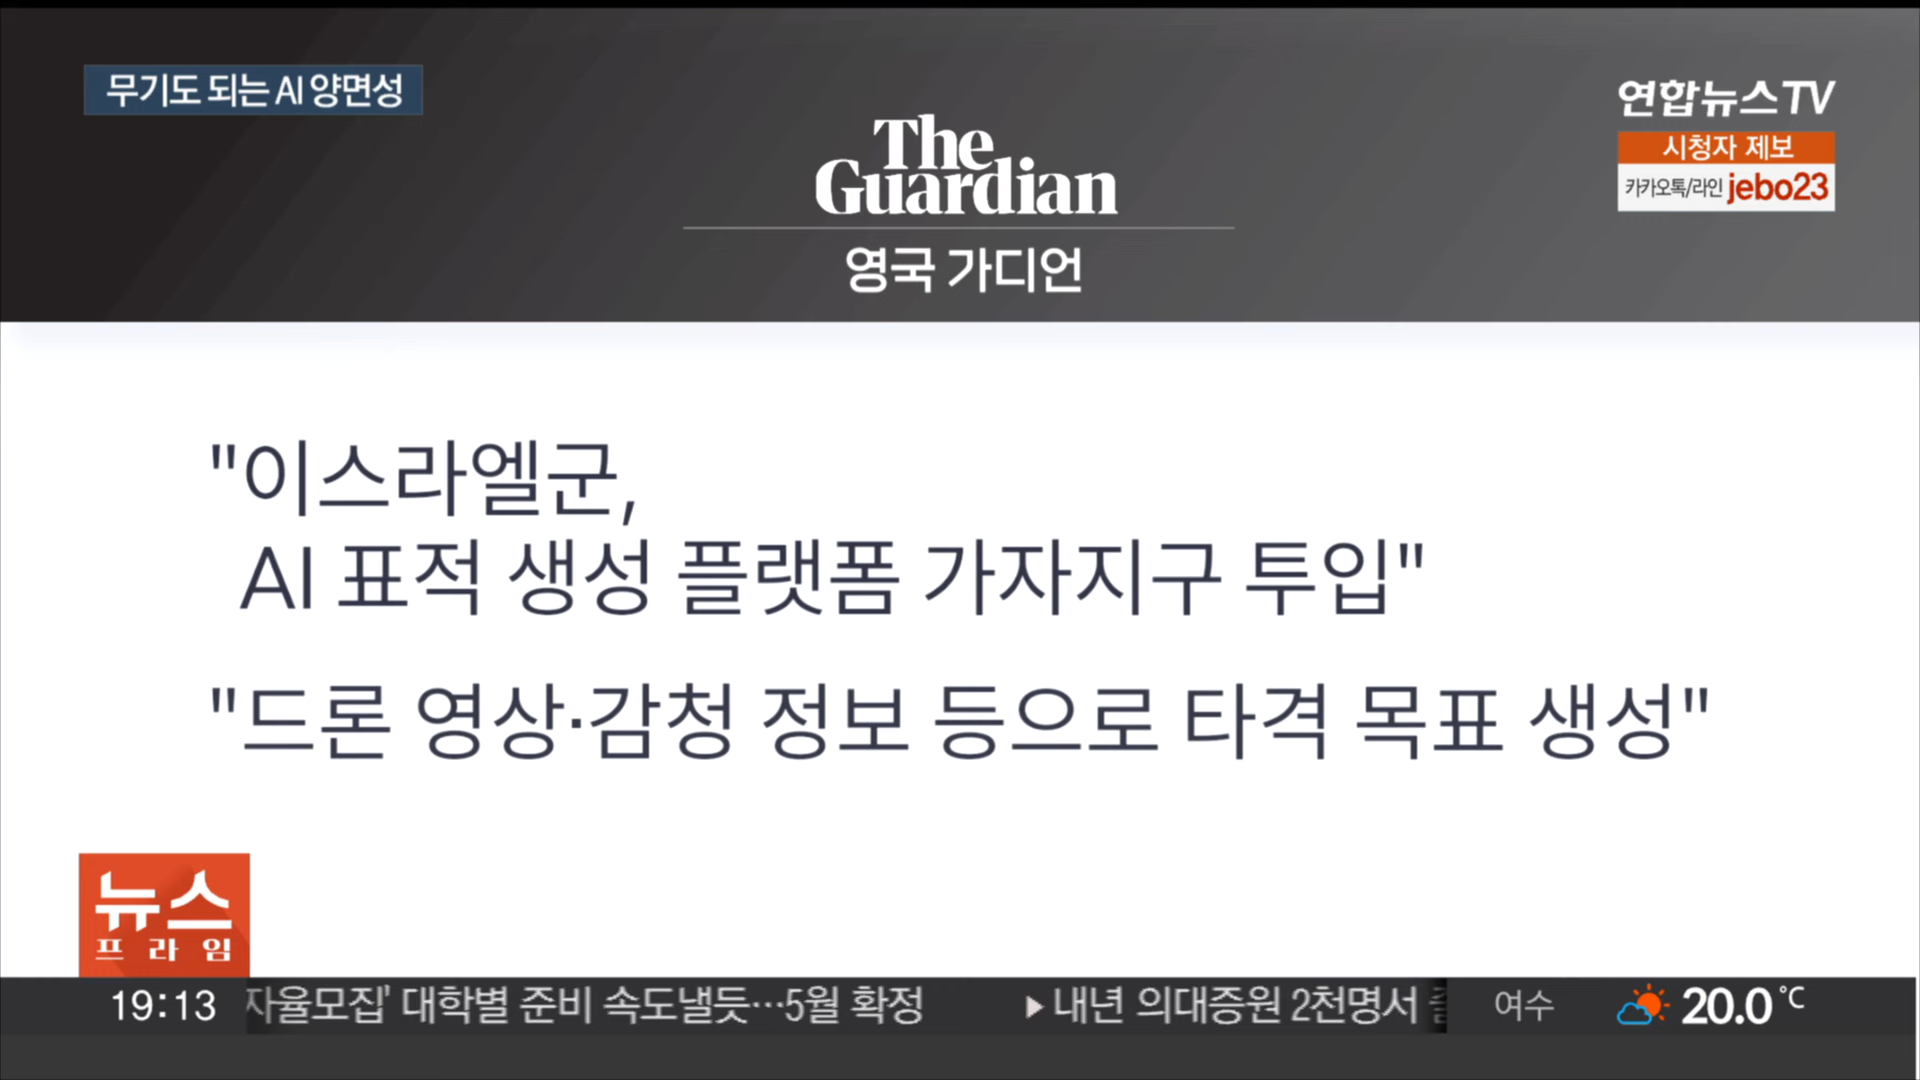 무기도 되는 AI 양면성
연합뉴스TV
시청자 제보
카카오톡/라인 jebo23
The
Guardian
영국 가디언
"이스라엘군,
AI 표적 생성 플랫폼 가자지구 투입"
"드론 영상·감청 정보 등으로 타격 목표 생성"
뉴스
프라임
19:13 자율모집' 대학별 준비 속도낼듯…5월 확정 ▶내년 의대증원 2천명서 여수 20.0℃